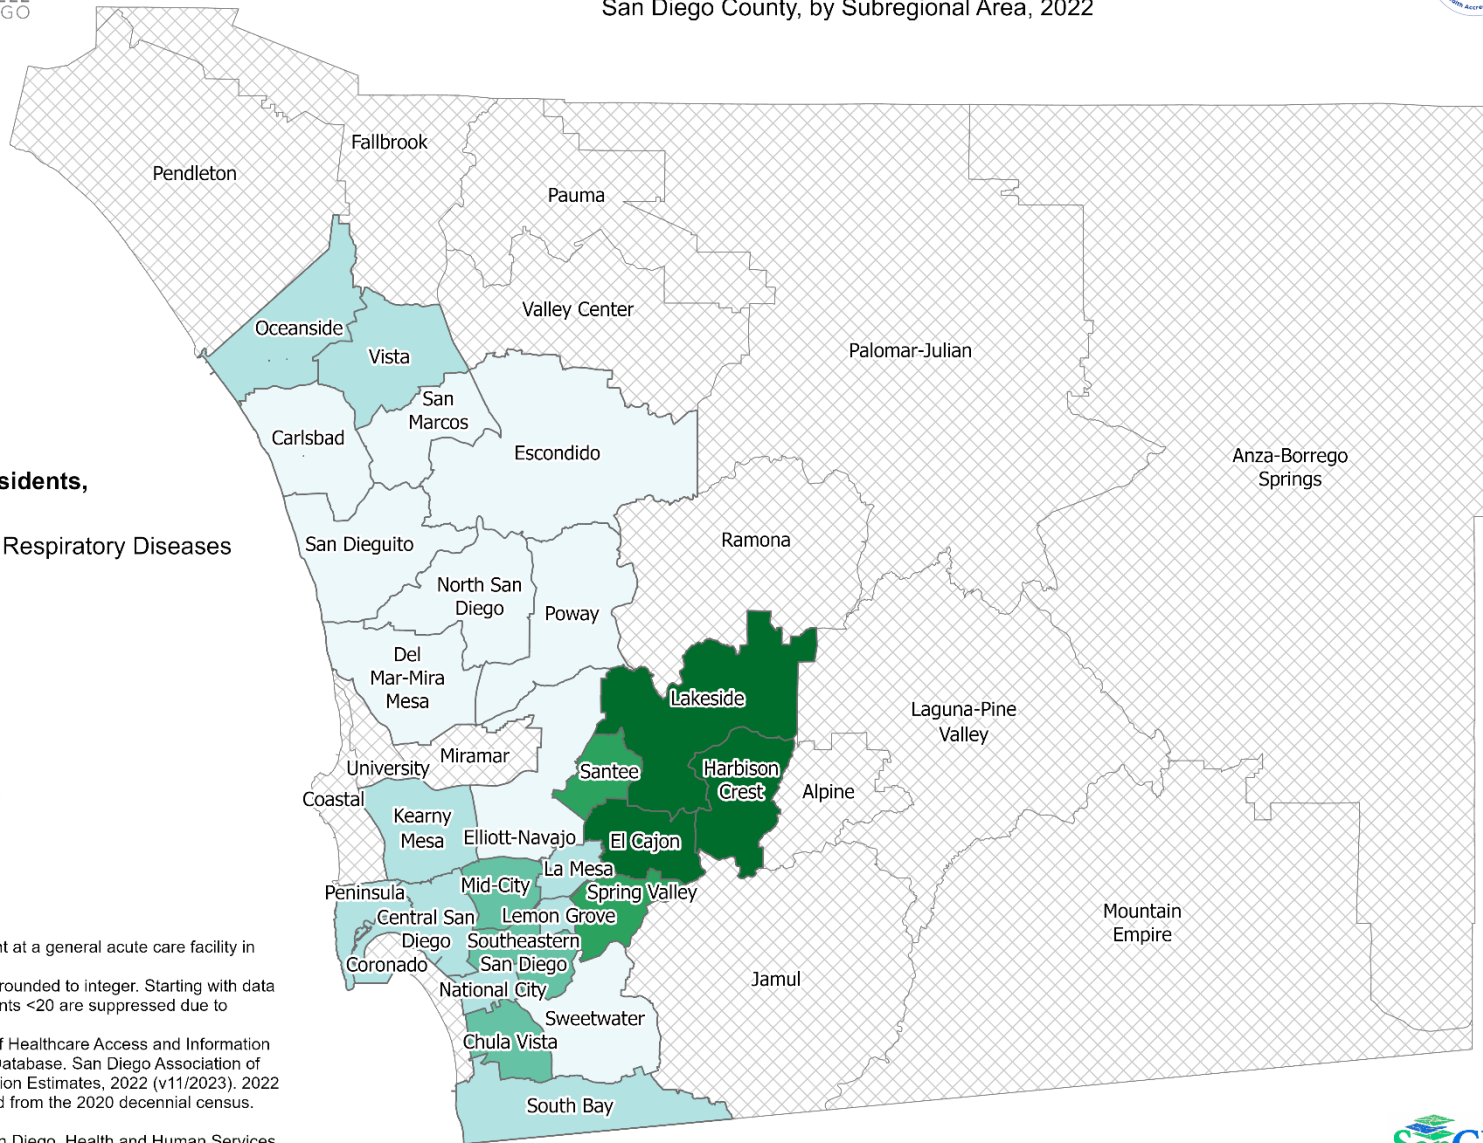 GO
San Diego County, by Subregional Area, 2022
Fallbrook
Pendleton
Pauma
Valley Center
Oceanside
Vista
Palomar-Julian
San
Marcos
Carlsbad
Escondido
Anza-Borrego
Springs
sidents,
Respiratory Diseases
San Dieguito
Ramona
North San
Diego
Poway
Del
Mar-Mira
Mesa
Lakeside
Laguna-Pine
Valley
Miramar
University
Santee
Harbison
Crest
Alpine
Coastal
Kearny
Mesa
Elliott-Navajo
El Cajon
La Mesa
Mid-City
Peninsula
Spring Valley
Central San
Diego
Lemon Grove
Mountain
Empire
Southeastern
San Diego
Coronado
Jamul
National City
Sweetwater
Chula Vista
South Bay
nt at a general acute care facility in
rounded to integer. Starting with data
nts <20 are suppressed due to
f Healthcare Access and Information
Database. San Diego Association of
ion Estimates, 2022 (v11/2023). 2022
d from the 2020 decennial census.
n Diego, Health and Human Services